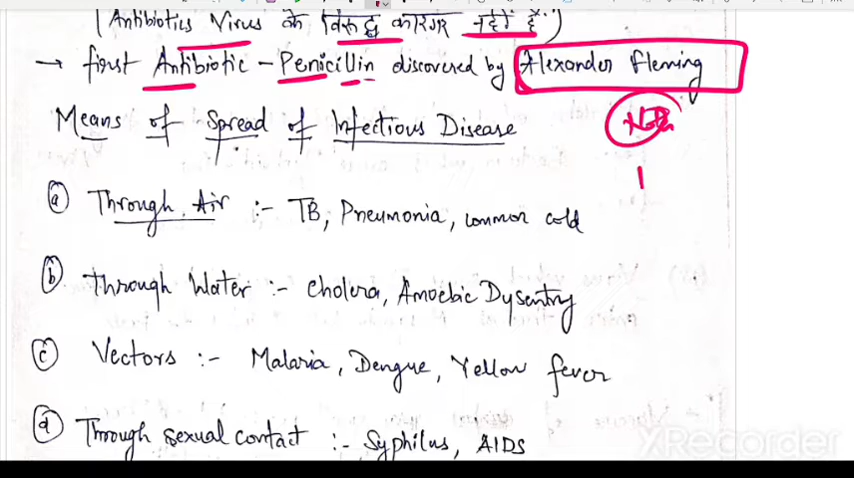 (Antibiotics Virus के विरुद्ध कारगर नहीं हैं.)
→ first Antibiotic – Penicillin discovered by Alexander fleming
Means of Spread of Infectious Disease
(a) Through Air :- TB, Pneumonia, common cold
(b) Through Water :- Cholera, Amoebic Dysentry
(c) Vectors :- Malaria, Dengue, Yellow fever
(d) Through sexual contact :- Syphilus, AIDS
XRecorder